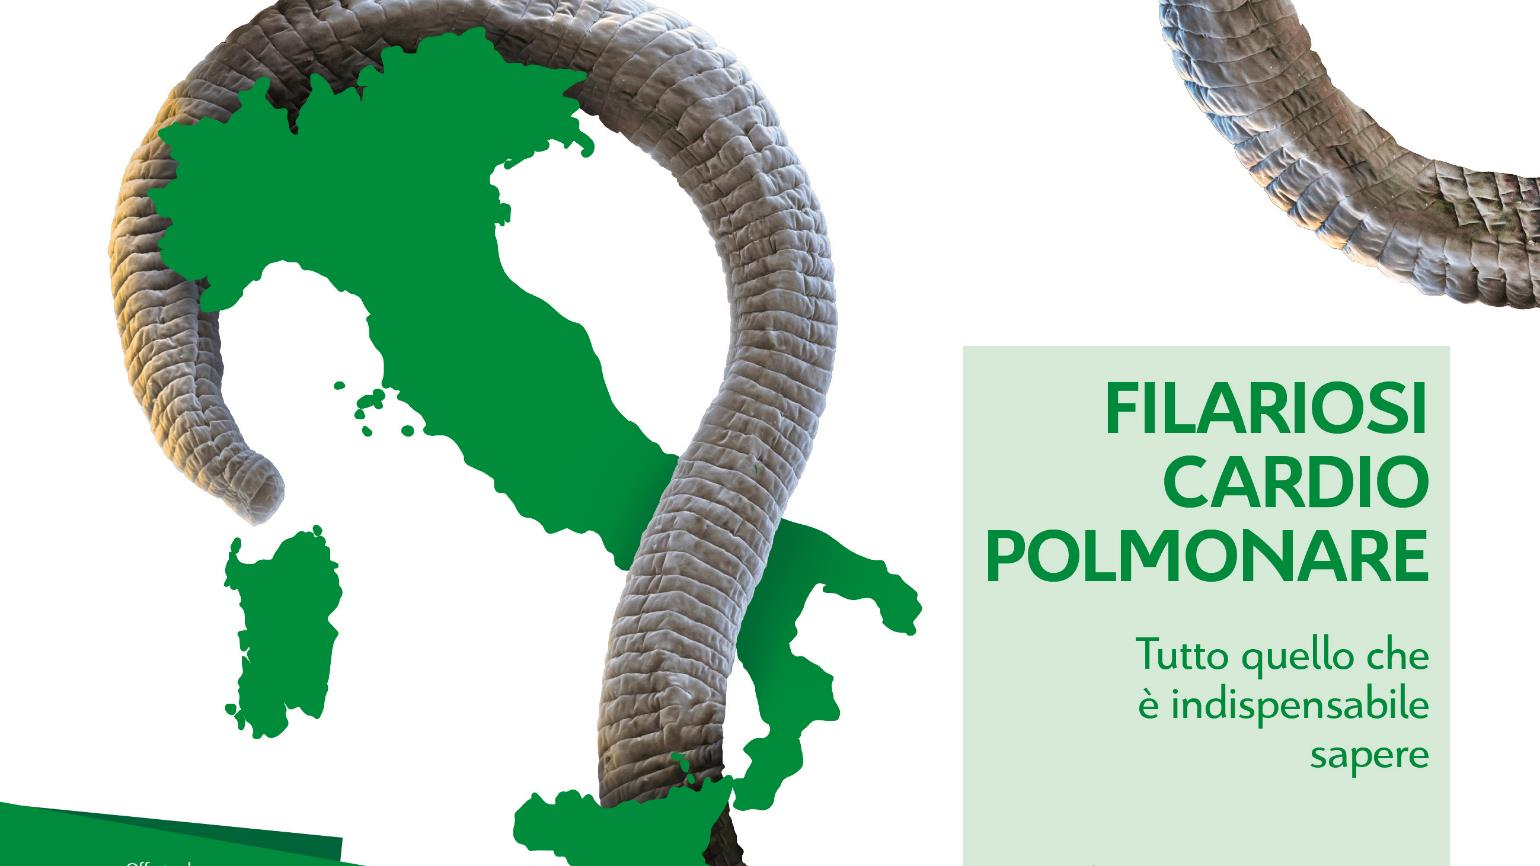 FILARIOSI
CARDIO
POLMONARE
Tutto quello che
è indispensabile
sapere